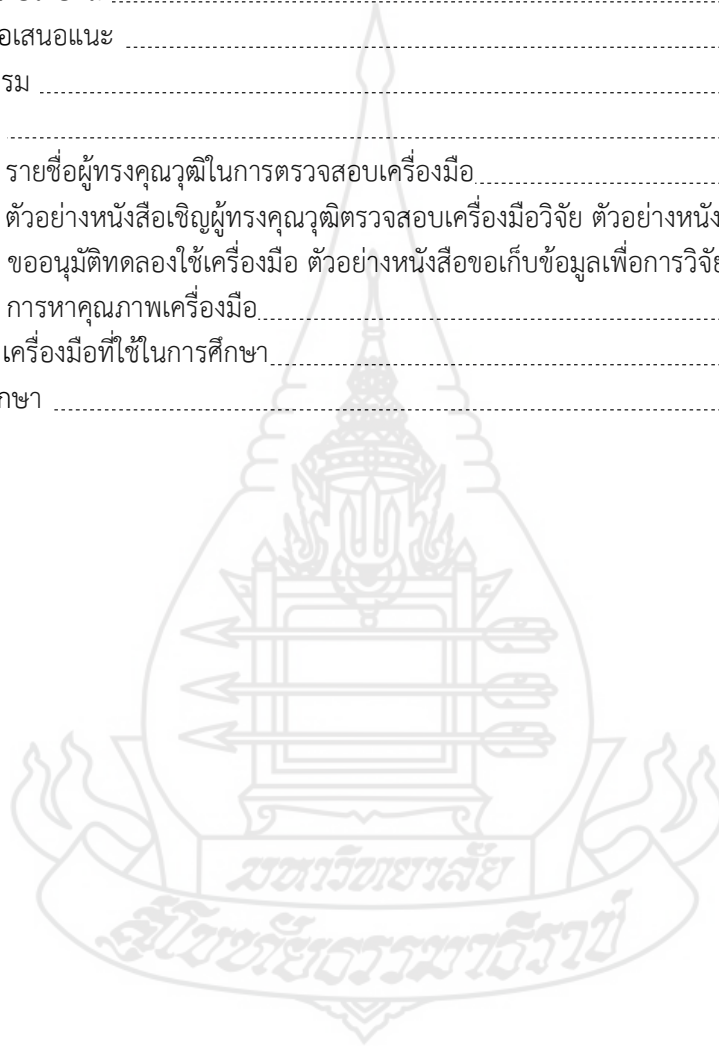 อเสนอแนะ
รม
รายชื่อผู้ทรงคุณวุฒิในการตรวจสอบเครื่องมือ
ตัวอย่างหนังสือเชิญผู้ทรงคุณวุฒิตรวจสอบเครื่องมือวิจัย ตัวอย่างหนัง
ขออนุมัติทดลองใช้เครื่องมือ ตัวอย่างหนังสือขอเก็บข้อมูลเพื่อการวิจัย
การหาคุณภาพเครื่องมือ
เครื่องมือที่ใช้ในการศึกษา
กษา
มหาวิทยาลัย
สุโขทัยธรรมาธิราช